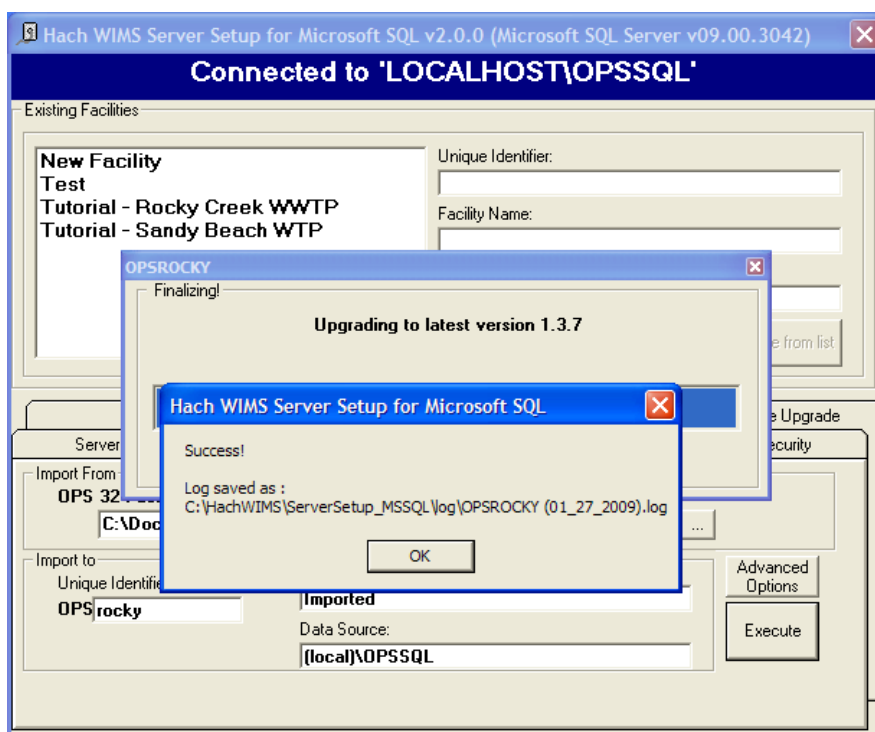 Hach WIMS Server Setup for Microsoft SQL v2.0.0 (Microsoft SQL Server v09.00.3042)
Connected to 'LOCALHOST\OPSSQL'
Existing Facilities
New Facility
Test
Tutorial - Rocky Creek WWTP
Tutorial - Sandy Beach WTP
Unique Identifier:
Facility Name:
from list
OPSROCKY
Finalizing!
Upgrading to latest version 1.3.7
Hach WIMS Server Setup for Microsoft SQL
Success!
Log saved as :
C:\HachWIMS\ServerSetup_MSSQL\log\OPSROCKY (01_27_2009).log
OK
Upgrade
Server
Import From
OPS 32
C:\Doc
...
Import to
Unique Identifie
OPS rocky
Imported
Data Source:
(local)\OPSSQL
Advanced
Options
Execute